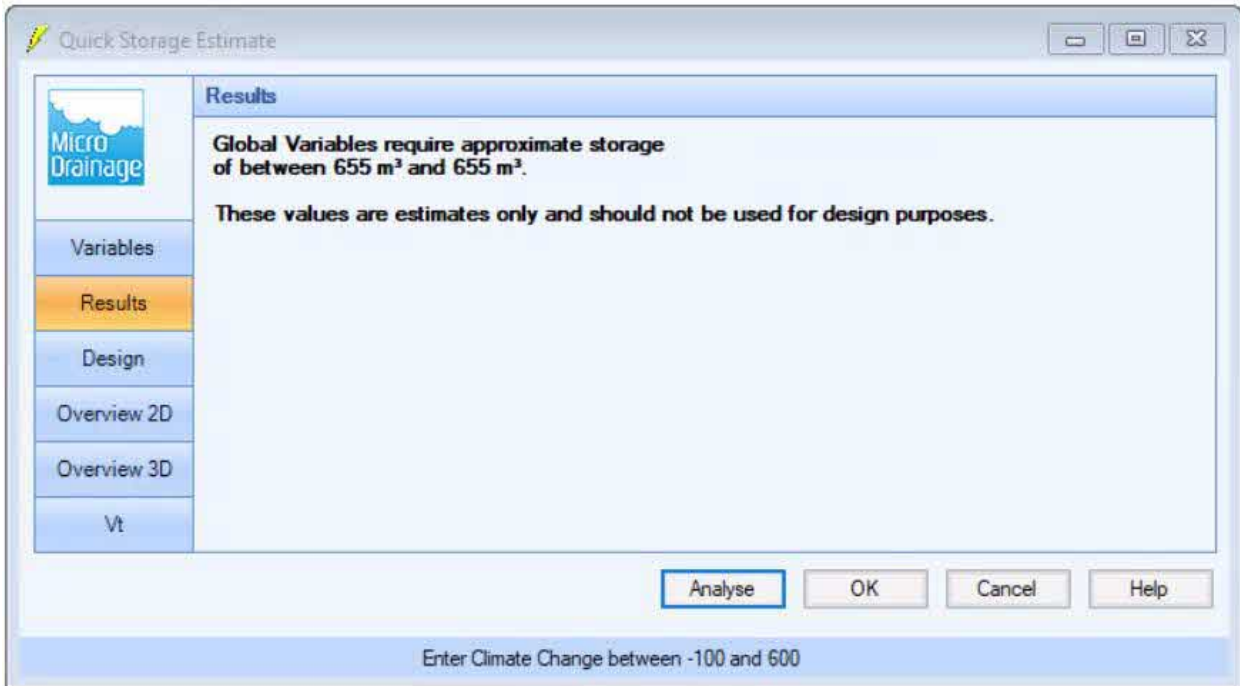 Quick Storage Estimate
Micro
Drainage
Results
Global Variables require approximate storage
of between 655 m³ and 655 m³.
These values are estimates only and should not be used for design purposes.
Variables
Results
Design
Overview 2D
Overview 3D
Vt
Analyse
OK
Cancel
Help
Enter Climate Change between -100 and 600